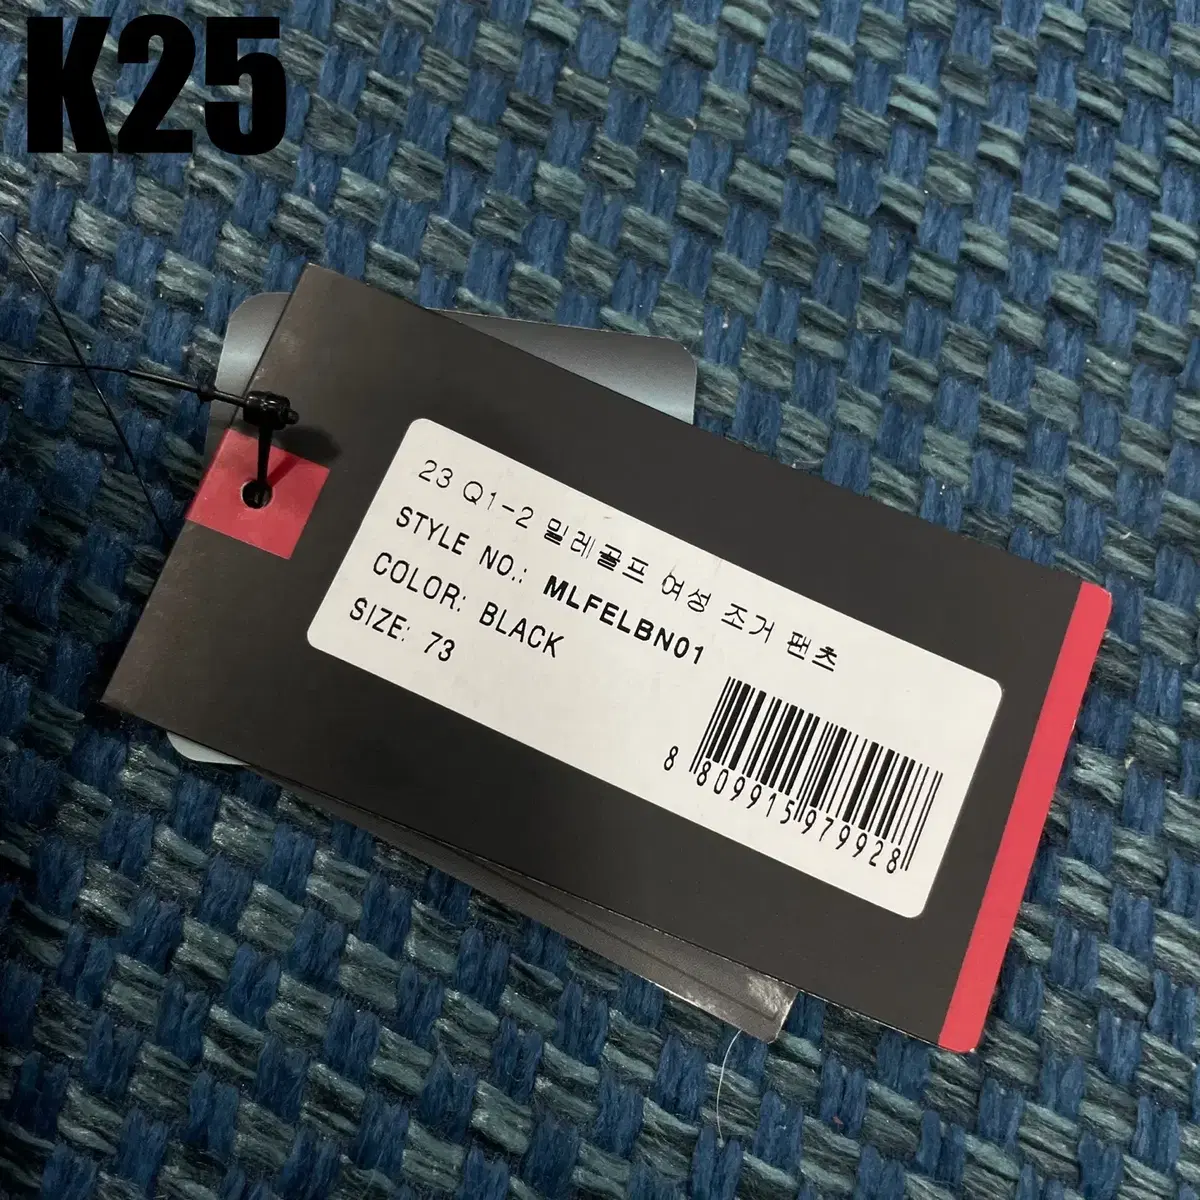 K25
23 Q1-2 밀레골프 여성 조거 팬츠
STYLE NO.: MLFELBN01
COLOR: BLACK
SIZE: 73
8 809915 979928